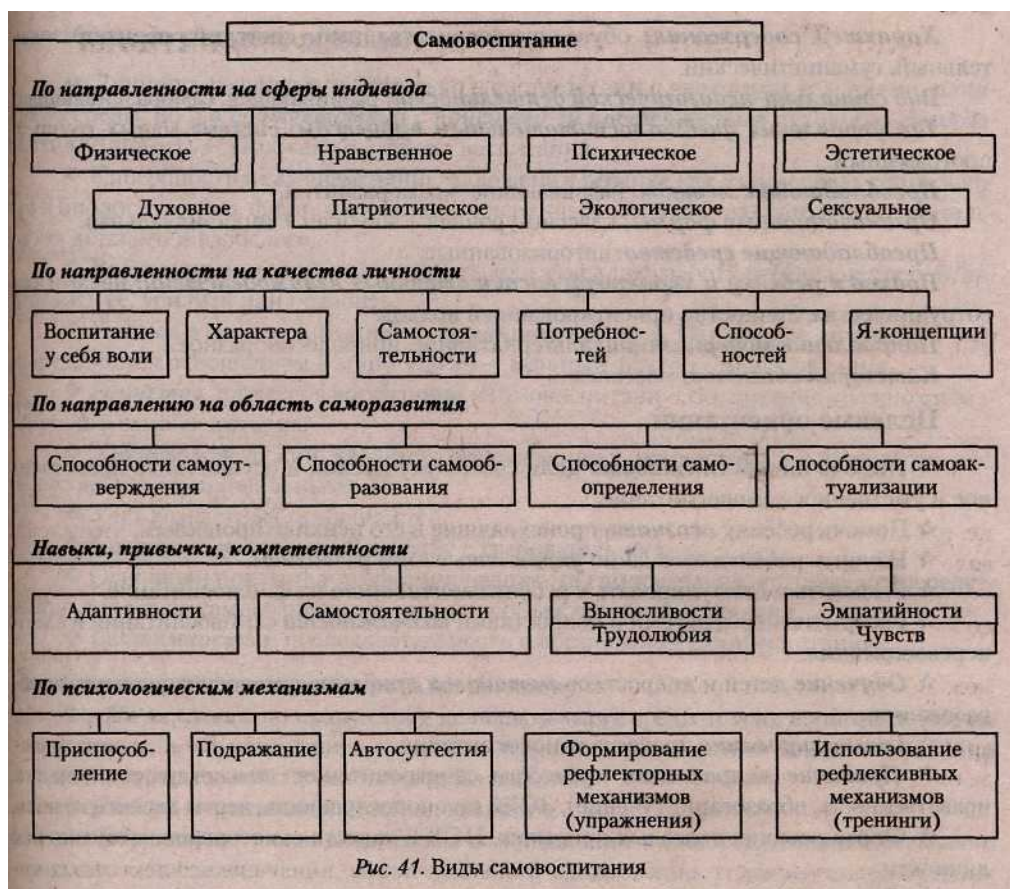 Самовоспитание
По направленности на сферы индивида
Физическое
Нравственное
Психическое
Эстетическое
Духовное
Патриотическое
Экологическое
Сексуальное
По направленности на качества личности
Воспитание
у себя воли
Характера
Самостоя-
тельности
Потребнос-
тей
Способ-
ностей
Я-концепции
По направлению на область саморазвития
Способности самоут-
верждения
Способности самооб-
разования
Способности само-
определения
Способности самоак-
туализации
Навыки, привычки, компетентности
Адаптивности
Самостоятельности
Выносливости
Трудолюбия
Эмпатийности
Чувств
По психологическим механизмам
Приспособ-
ление
Подражание
Автосуггестия
Формирование
рефлекторных
механизмов
(упражнения)
Использование
рефлексивных
механизмов
(тренинги)
Рис. 41. Виды самовоспитания